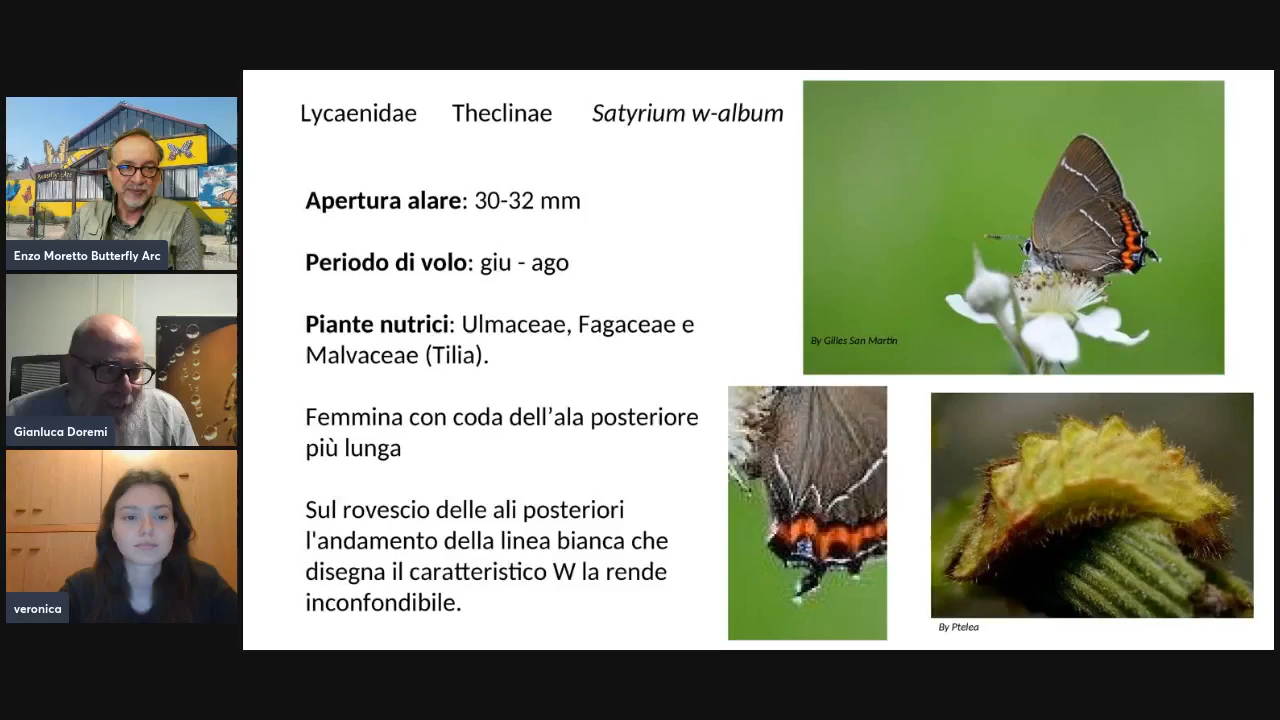 Lycaenidae Theclinae Satyrium w-album
Apertura alare: 30-32 mm
Periodo di volo: giu - ago
Piante nutrici: Ulmaceae, Fagaceae e
Malvaceae (Tilia).
Femmina con coda dell’ala posteriore
più lunga
Sul rovescio delle ali posteriori
l'andamento della linea bianca che
disegna il caratteristico W la rende
inconfondibile.
By Gilles San Martin
By Ptelea
Butterfly Arc
Enzo Moretto Butterfly Arc
Gianluca Doremi
veronica